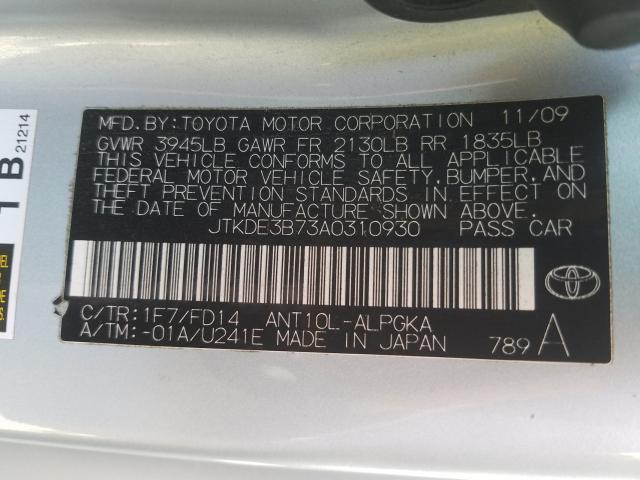 MFD.BY:TOYOTA MOTOR CORPORATION 11/09
GVWR 3945LB GAWR FR 2130LB RR 1835LB
THIS VEHICLE CONFORMS TO ALL APPLICABLE
FEDERAL MOTOR VEHICLE SAFETY,BUMPER,AND
THEFT PREVENTION STANDARDS IN EFFECT ON
THE DATE OF MANUFACTURE SHOWN ABOVE.
JTKDE3B73A0310930 PASS CAR
C/TR:1F7/FD14 ANT10L-ALPGKA
A/TM:-01A/U241E MADE IN JAPAN 789 A
1B
21214